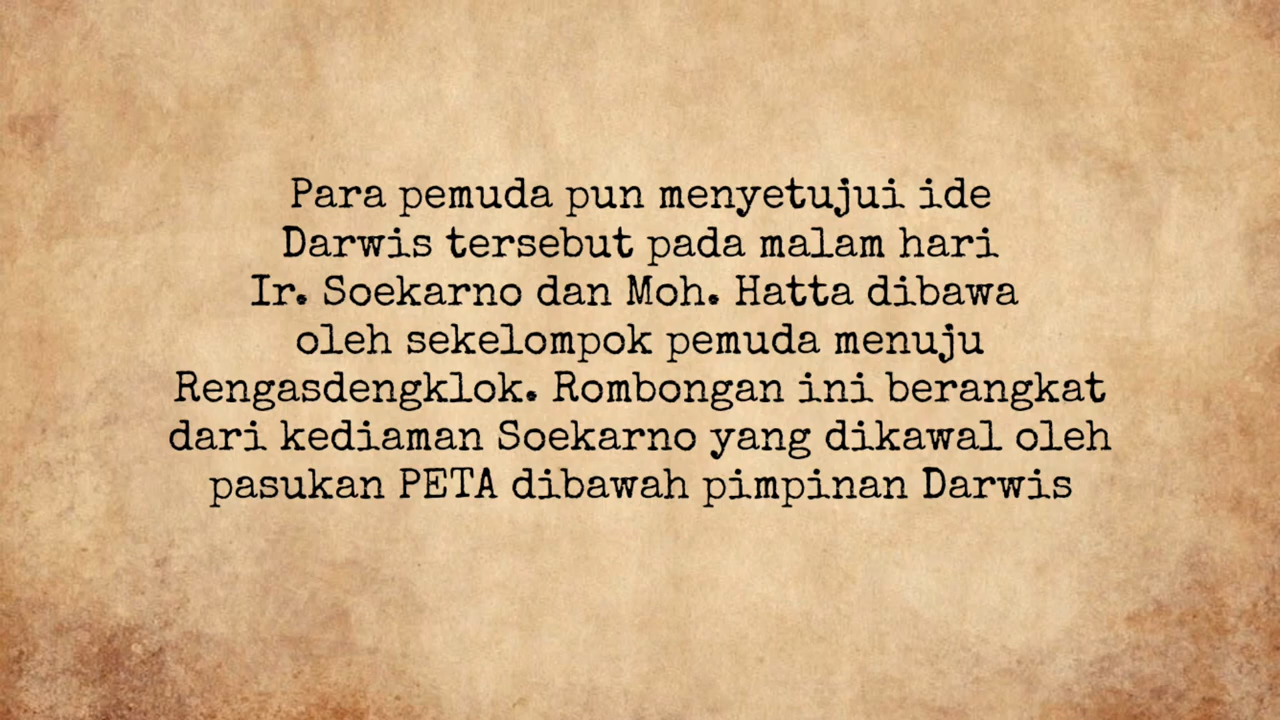 Para pemuda pun menyetujui ide
Darwis tersebut pada malam hari
Ir. Soekarno dan Moh. Hatta dibawa
oleh sekelompok pemuda menuju
Rengasdengklok. Rombongan ini berangkat
dari kediaman Soekarno yang dikawal oleh
pasukan PETA dibawah pimpinan Darwis